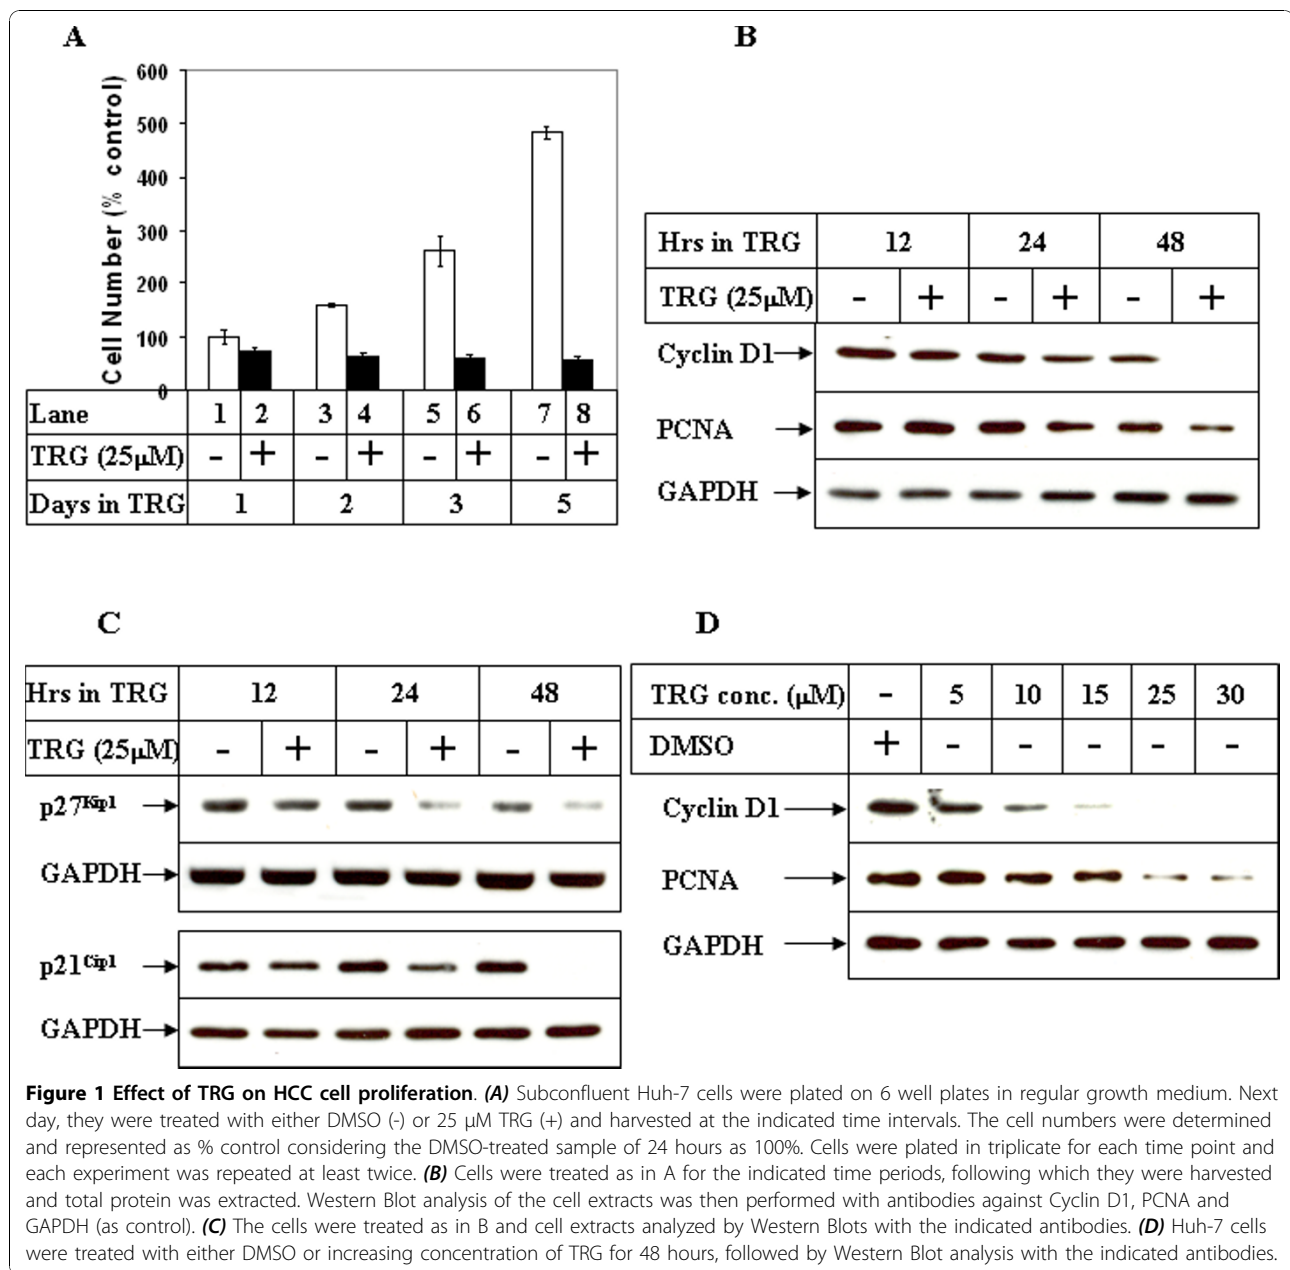 A
Cell Number (% control)
600
500
400
300
200
100
0
Lane 1 2 3 4 5 6 7 8
TRG (25μM) - + - + - + - +
Days in TRG 1 2 3 5
B
Hrs in TRG 12 24 48
TRG (25μM) - + - + - +
Cyclin D1
PCNA
GAPDH
C
Hrs in TRG 12 24 48
TRG (25μM) - + - + - +
p27Kip1
GAPDH
p21Cip1
GAPDH
D
TRG conc. (μM) - 5 10 15 25 30
DMSO + - - - - -
Cyclin D1
PCNA
GAPDH
Figure 1 Effect of TRG on HCC cell proliferation. (A) Subconfluent Huh-7 cells were plated on 6 well plates in regular growth medium. Next
day, they were treated with either DMSO (-) or 25 μM TRG (+) and harvested at the indicated time intervals. The cell numbers were determined
and represented as % control considering the DMSO-treated sample of 24 hours as 100%. Cells were plated in triplicate for each time point and
each experiment was repeated at least twice. (B) Cells were treated as in A for the indicated time periods, following which they were harvested
and total protein was extracted. Western Blot analysis of the cell extracts was then performed with antibodies against Cyclin D1, PCNA and
GAPDH (as control). (C) The cells were treated as in B and cell extracts analyzed by Western Blots with the indicated antibodies. (D) Huh-7 cells
were treated with either DMSO or increasing concentration of TRG for 48 hours, followed by Western Blot analysis with the indicated antibodies.